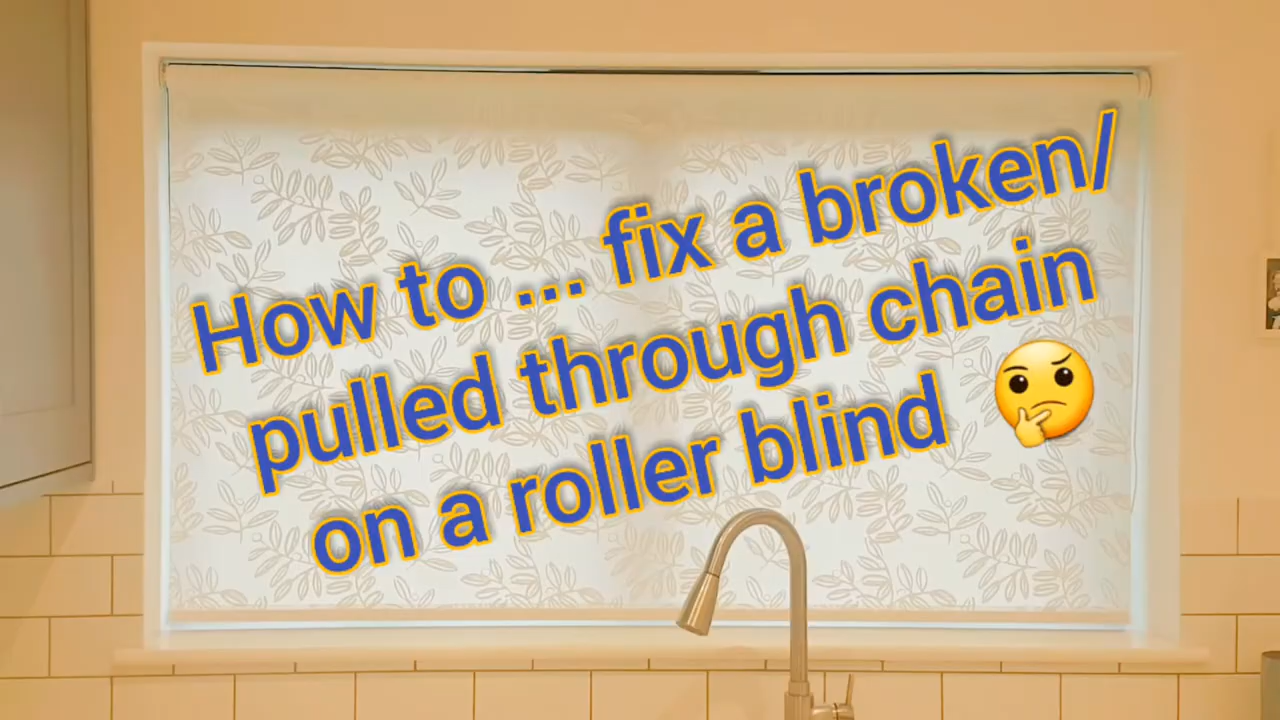 How to ... fix a broken/
pulled through chain
on a roller blind 🤔